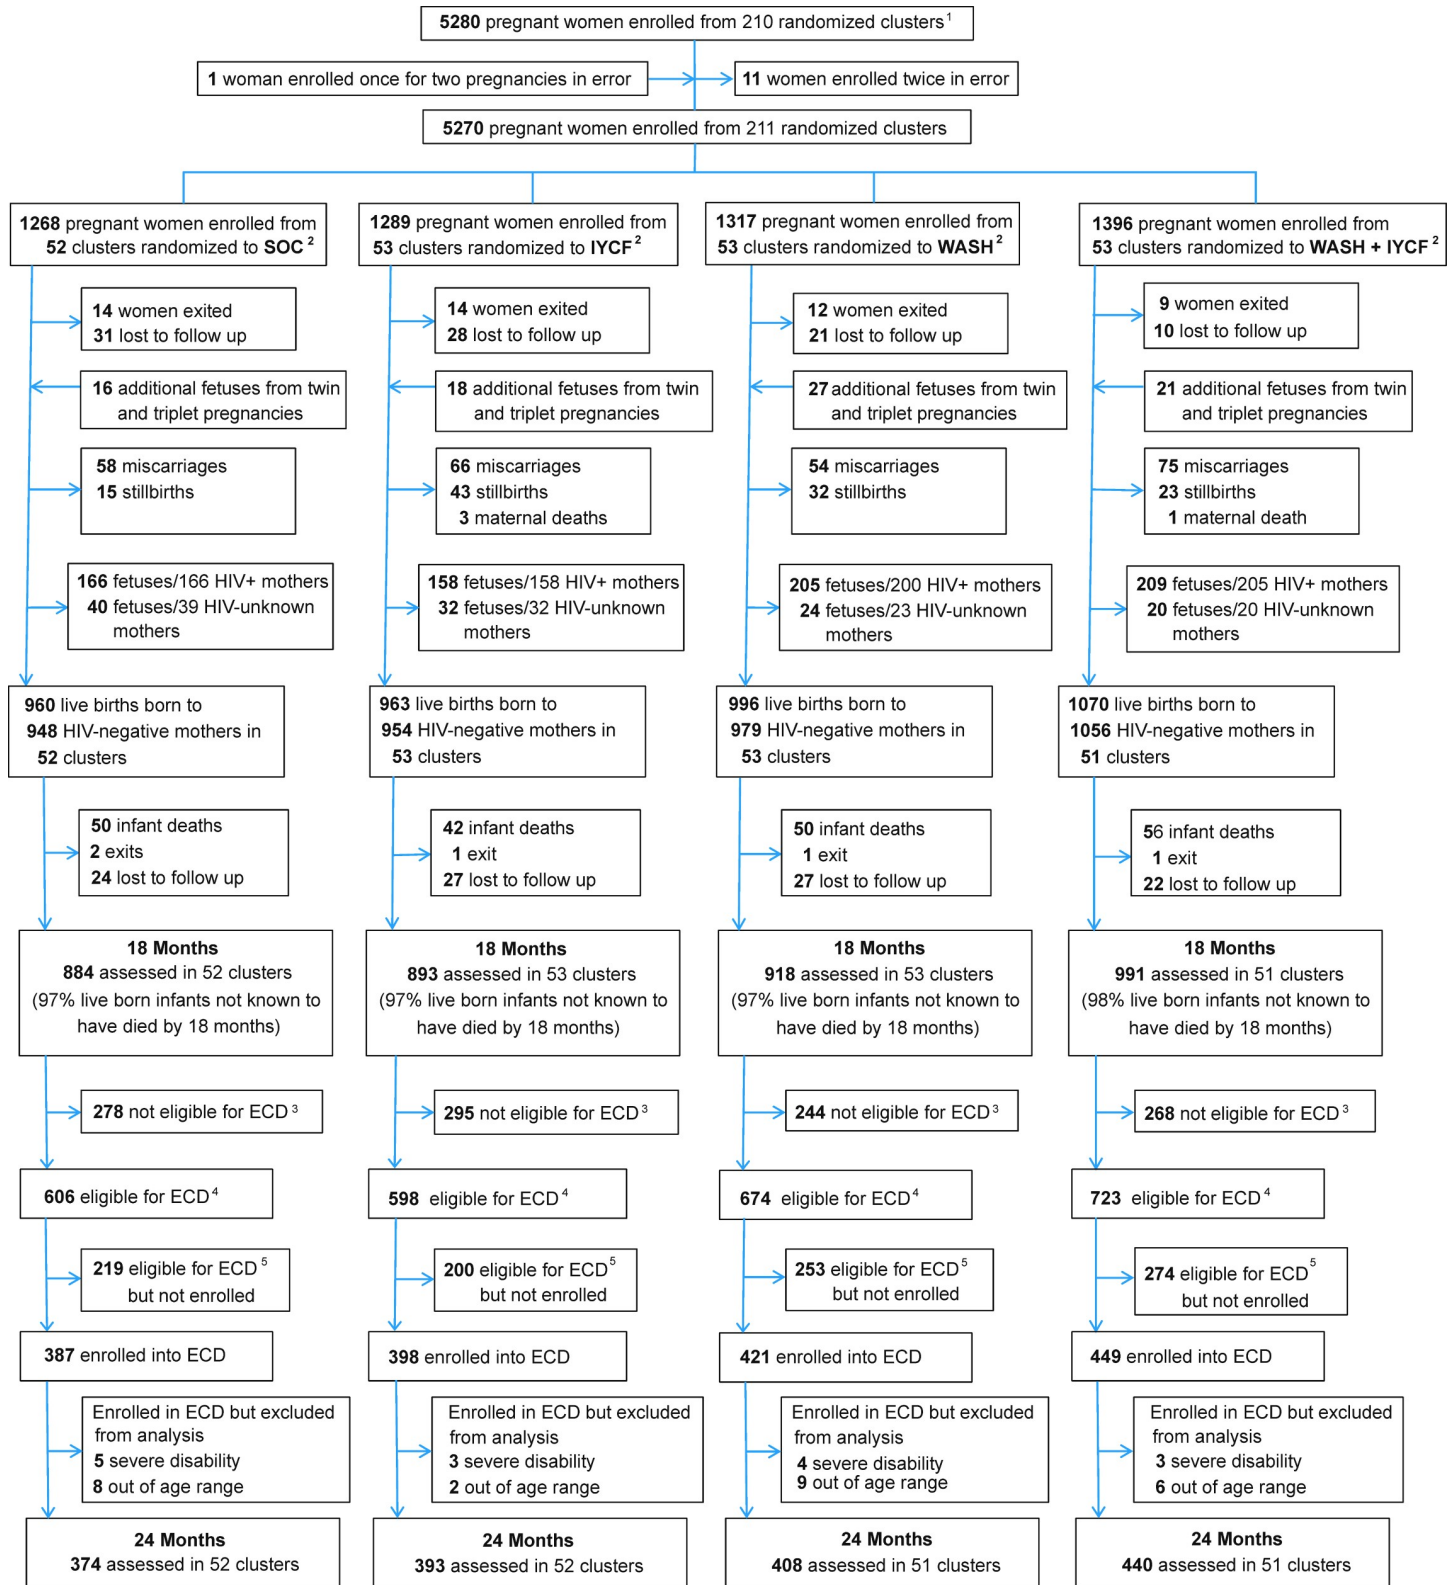 5280 pregnant women enrolled from 210 randomized clusters¹
1 woman enrolled once for two pregnancies in error
11 women enrolled twice in error
5270 pregnant women enrolled from 211 randomized clusters
1268 pregnant women enrolled from
52 clusters randomized to SOC ²
1289 pregnant women enrolled from
53 clusters randomized to IYCF ²
1317 pregnant women enrolled from
53 clusters randomized to WASH ²
1396 pregnant women enrolled from
53 clusters randomized to WASH + IYCF ²
14 women exited
31 lost to follow up
14 women exited
28 lost to follow up
12 women exited
21 lost to follow up
9 women exited
10 lost to follow up
16 additional fetuses from twin
and triplet pregnancies
18 additional fetuses from twin
and triplet pregnancies
27 additional fetuses from twin
and triplet pregnancies
21 additional fetuses from twin
and triplet pregnancies
58 miscarriages
15 stillbirths
66 miscarriages
43 stillbirths
3 maternal deaths
54 miscarriages
32 stillbirths
75 miscarriages
23 stillbirths
1 maternal death
166 fetuses/166 HIV+ mothers
40 fetuses/39 HIV-unknown
mothers
158 fetuses/158 HIV+ mothers
32 fetuses/32 HIV-unknown
mothers
205 fetuses/200 HIV+ mothers
24 fetuses/23 HIV-unknown
mothers
209 fetuses/205 HIV+ mothers
20 fetuses/20 HIV-unknown
mothers
960 live births born to
948 HIV-negative mothers in
52 clusters
963 live births born to
954 HIV-negative mothers in
53 clusters
996 live births born to
979 HIV-negative mothers in
53 clusters
1070 live births born to
1056 HIV-negative mothers in
51 clusters
50 infant deaths
2 exits
24 lost to follow up
42 infant deaths
1 exit
27 lost to follow up
50 infant deaths
1 exit
27 lost to follow up
56 infant deaths
1 exit
22 lost to follow up
18 Months
884 assessed in 52 clusters
(97% live born infants not known to
have died by 18 months)
18 Months
893 assessed in 53 clusters
(97% live born infants not known to
have died by 18 months)
18 Months
918 assessed in 53 clusters
(97% live born infants not known to
have died by 18 months)
18 Months
991 assessed in 51 clusters
(98% live born infants not known to
have died by 18 months)
278 not eligible for ECD ³
295 not eligible for ECD ³
244 not eligible for ECD ³
268 not eligible for ECD ³
606 eligible for ECD ⁴
598 eligible for ECD ⁴
674 eligible for ECD ⁴
723 eligible for ECD ⁴
219 eligible for ECD ⁵
but not enrolled
200 eligible for ECD⁵
but not enrolled
253 eligible for ECD⁵
but not enrolled
274 eligible for ECD⁵
but not enrolled
387 enrolled into ECD
398 enrolled into ECD
421 enrolled into ECD
449 enrolled into ECD
Enrolled in ECD but excluded
from analysis
5 severe disability
8 out of age range
Enrolled in ECD but excluded
from analysis
3 severe disability
2 out of age range
Enrolled in ECD but excluded
from analysis
4 severe disability
9 out of age range
Enrolled in ECD but excluded
from analysis
3 severe disability
6 out of age range
24 Months
374 assessed in 52 clusters
24 Months
393 assessed in 52 clusters
24 Months
408 assessed in 51 clusters
24 Months
440 assessed in 51 clusters